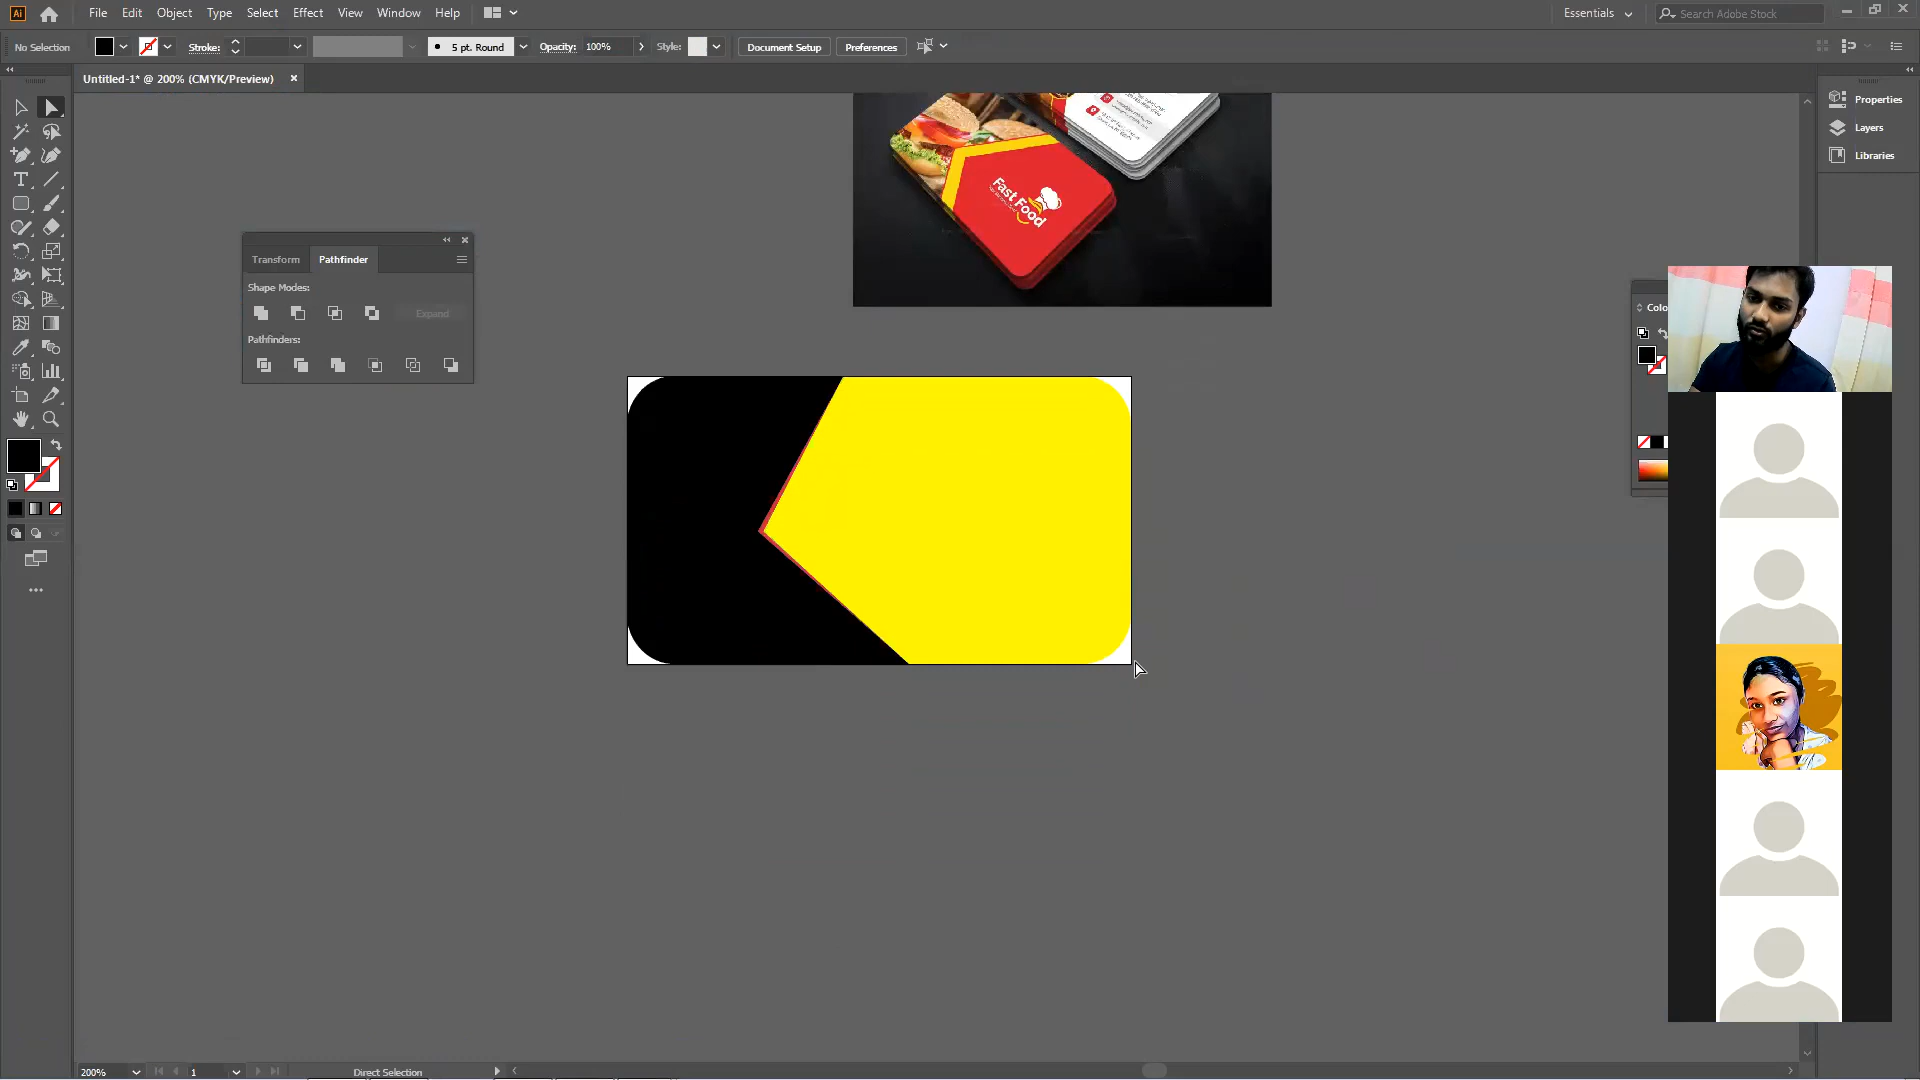 File Edit Object Type Select Effect View Window Help
Essentials
Search Adobe Stock
No Selection
Stroke:
5 pt. Round
Opacity: 100%
Style:
Document Setup
Preferences
Untitled-1* @ 200% (CMYK/Preview)
Properties
Layers
Libraries
Transform
Pathfinder
Shape Modes:
Expand
Pathfinders:
Fast Food
Colo
200%
1
Direct Selection